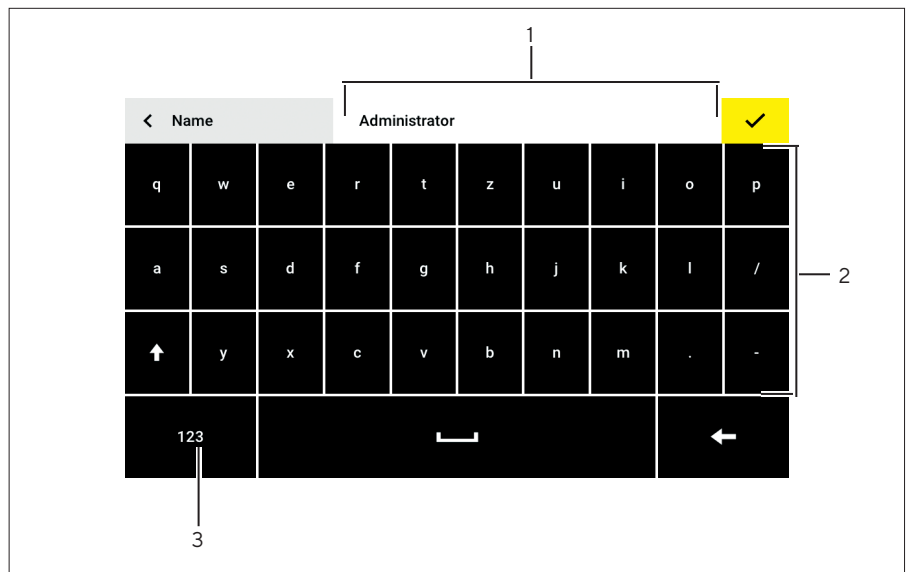 1
Name Administrator
q w e r t z u i o p
a s d f g h j k l /
2
y x c v b n m . -
123
3